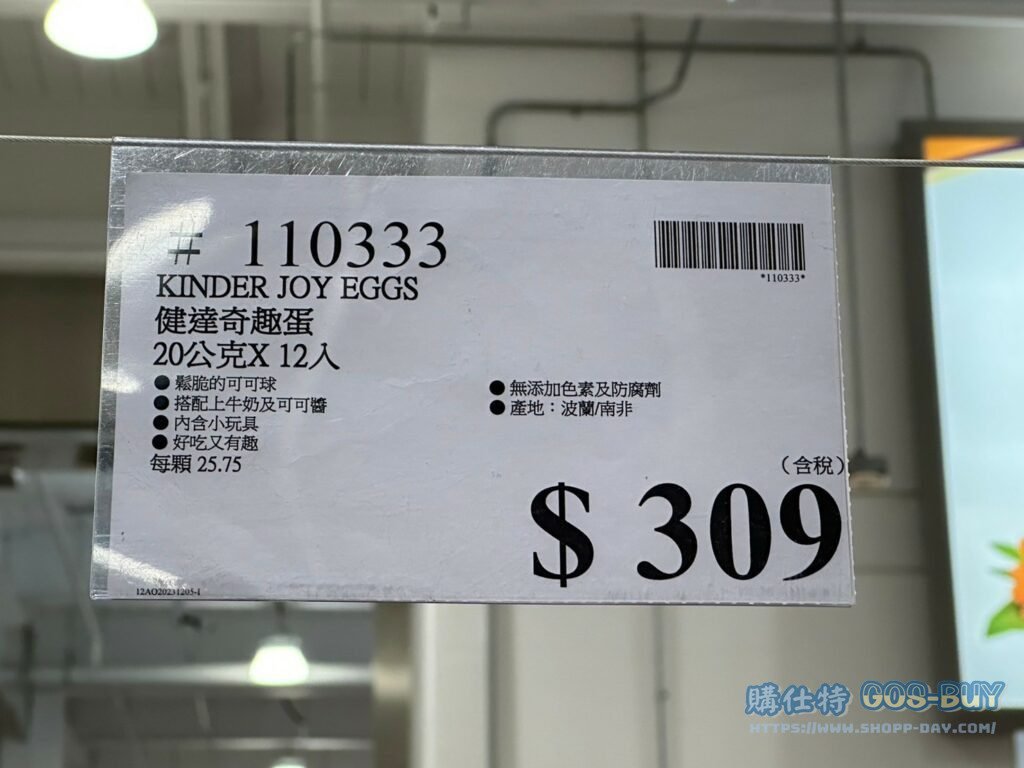 # 110333
*110333*
KINDER JOY EGGS
健達奇趣蛋
20公克X 12入
● 鬆脆的可可球
● 搭配上牛奶及可可醬
● 內含小玩具
● 好吃又有趣
每顆 25.75
● 無添加色素及防腐劑
● 產地：波蘭/南非
（含稅）
$ 309
12AO20231205-1
購仕特 GOS-BUY
HTTPS://WWW.SHOPP-DAY.COM/